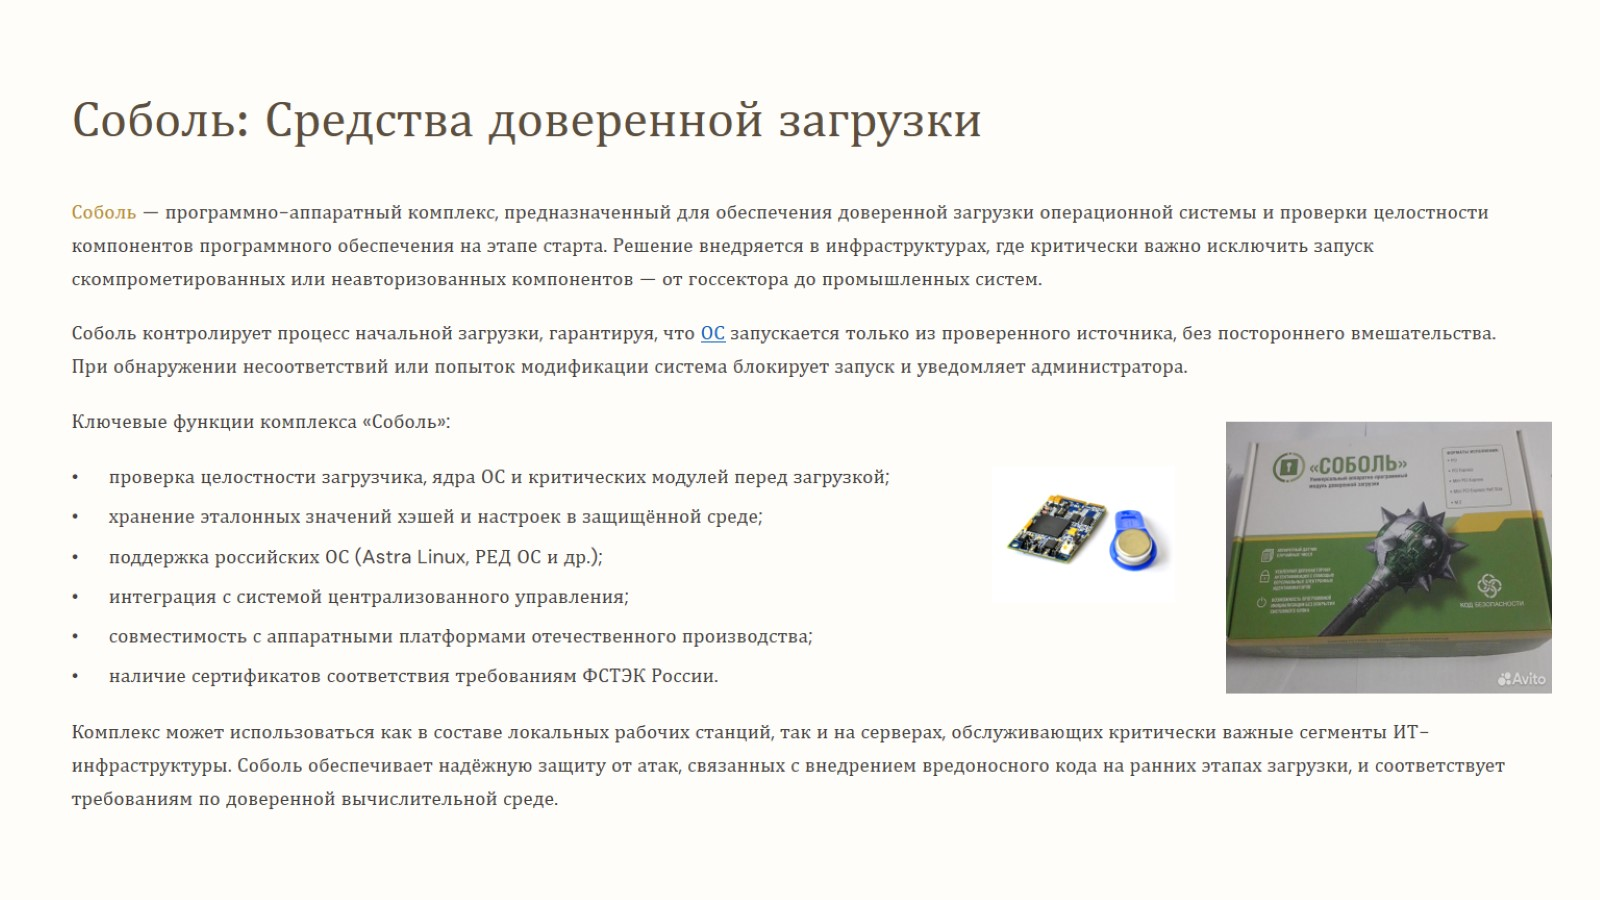 Соболь: Средства доверенной загрузки
Соболь — программно-аппаратный комплекс, предназначенный для обеспечения доверенной загрузки операционной системы и проверки целостности
компонентов программного обеспечения на этапе старта. Решение внедряется в инфраструктурах, где критически важно исключить запуск
скомпрометированных или неавторизованных компонентов — от госсектора до промышленных систем.
Соболь контролирует процесс начальной загрузки, гарантируя, что ОС запускается только из проверенного источника, без постороннего вмешательства.
При обнаружении несоответствий или попыток модификации система блокирует запуск и уведомляет администратора.
Ключевые функции комплекса «Соболь»:
• проверка целостности загрузчика, ядра ОС и критических модулей перед загрузкой;
• хранение эталонных значений хэшей и настроек в защищённой среде;
• поддержка российских ОС (Astra Linux, РЕД ОС и др.);
• интеграция с системой централизованного управления;
• совместимость с аппаратными платформами отечественного производства;
• наличие сертификатов соответствия требованиям ФСТЭК России.
«СОБОЛЬ»
Универсальный аппаратно-программный
модуль доверенной загрузки
КОД БЕЗОПАСНОСТИ
Avito
Комплекс может использоваться как в составе локальных рабочих станций, так и на серверах, обслуживающих критически важные сегменты ИТ-
инфраструктуры. Соболь обеспечивает надёжную защиту от атак, связанных с внедрением вредоносного кода на ранних этапах загрузки, и соответствует
требованиям по доверенной вычислительной среде.